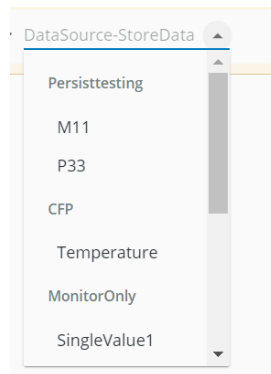 DataSource-StoreData
Persisttesting
M11
P33
CFP
Temperature
MonitorOnly
SingleValue1